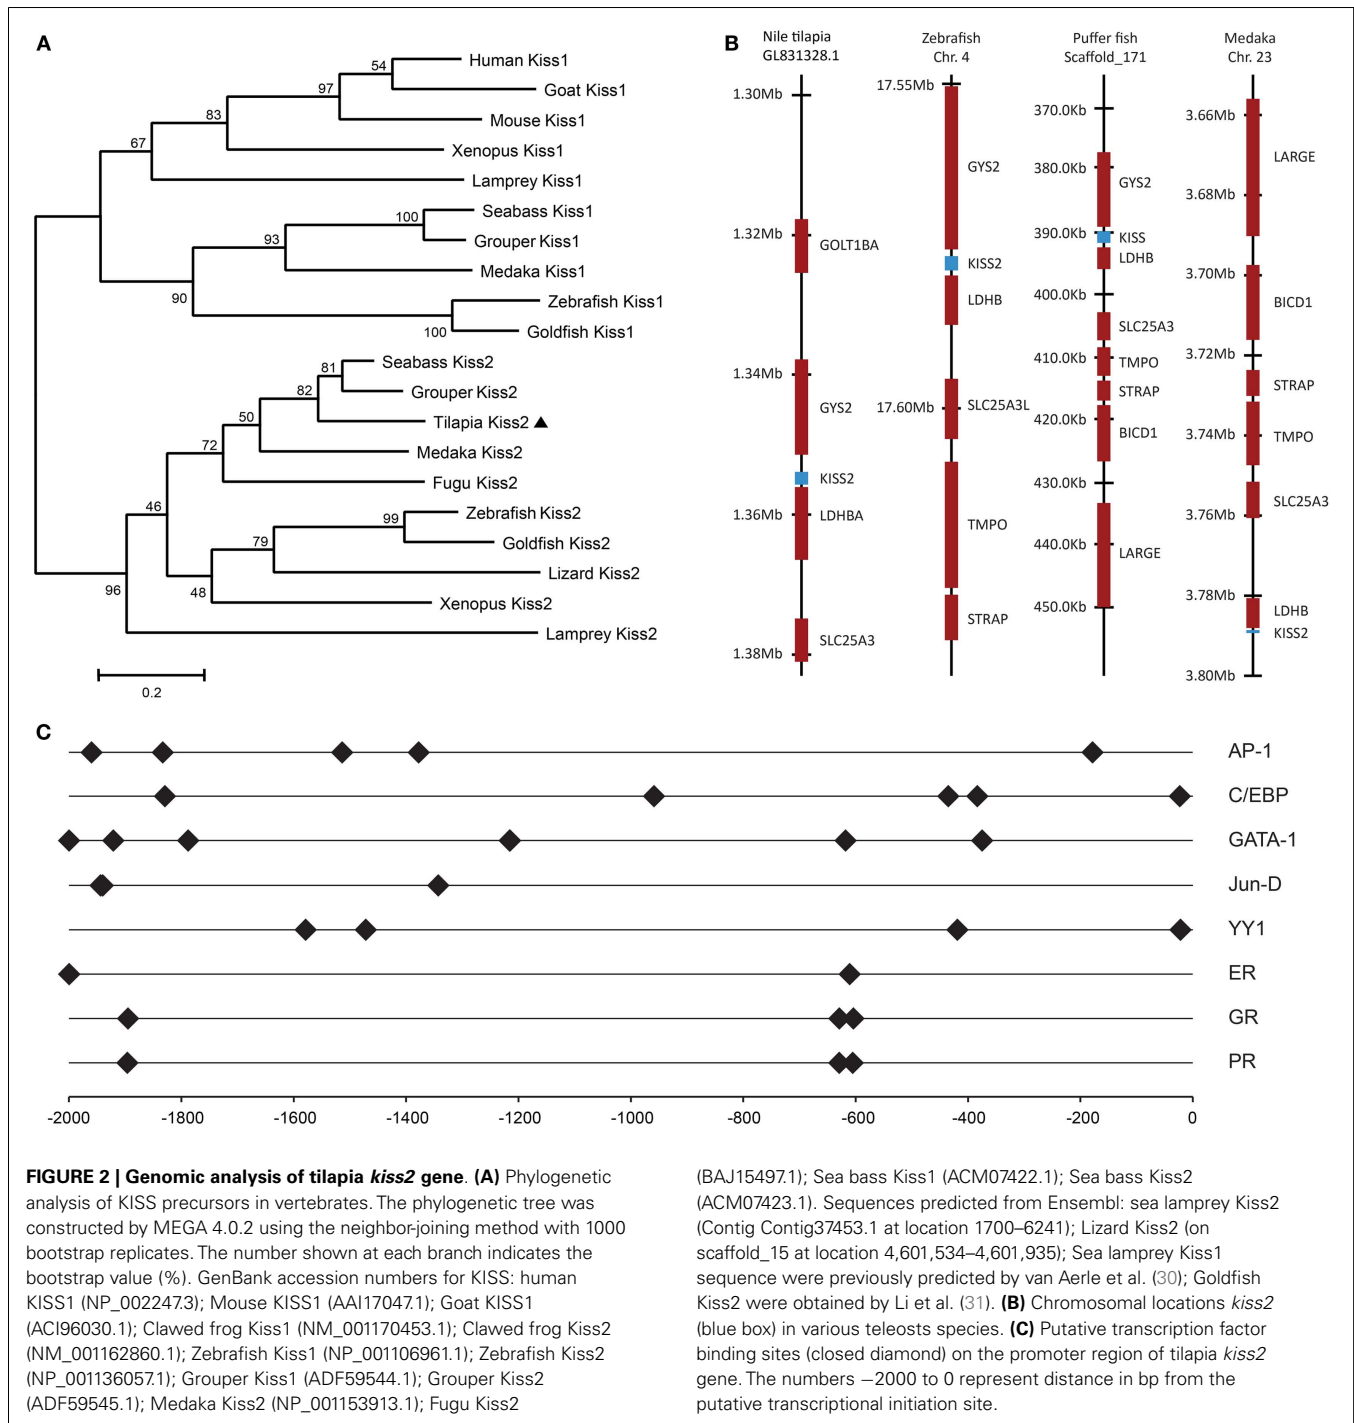 A
Human Kiss1
54
Goat Kiss1
97
Mouse Kiss1
83
Xenopus Kiss1
67
Lamprey Kiss1
Seabass Kiss1
100
Grouper Kiss1
93
Medaka Kiss1
90
Zebrafish Kiss1
100
Goldfish Kiss1
Seabass Kiss2
81
Grouper Kiss2
82
Tilapia Kiss2
50
Medaka Kiss2
72
Fugu Kiss2
46
Zebrafish Kiss2
99
Goldfish Kiss2
79
Lizard Kiss2
48
Xenopus Kiss2
96
Lamprey Kiss2
0.2
B
Nile tilapia
GL831328.1
1.30Mb
1.32Mb
GOLT1BA
1.34Mb
GYS2
KISS2
1.36Mb
LDHBA
SLC25A3
1.38Mb
Zebrafish
Chr. 4
17.55Mb
GYS2
KISS2
LDHB
17.60Mb
SLC25A3L
TMPO
STRAP
Puffer fish
Scaffold_171
370.0Kb
380.0Kb
GYS2
390.0Kb
KISS
LDHB
400.0Kb
SLC25A3
410.0Kb
TMPO
STRAP
420.0Kb
BICD1
430.0Kb
440.0Kb
LARGE
450.0Kb
Medaka
Chr. 23
3.66Mb
LARGE
3.68Mb
3.70Mb
BICD1
3.72Mb
STRAP
3.74Mb
TMPO
SLC25A3
3.76Mb
3.78Mb
LDHB
KISS2
3.80Mb
C
AP-1
C/EBP
GATA-1
Jun-D
YY1
ER
GR
PR
-2000 -1800 -1600 -1400 -1200 -1000 -800 -600 -400 -200 0
FIGURE 2 | Genomic analysis of tilapia kiss2 gene. (A) Phylogenetic
analysis of KISS precursors in vertebrates. The phylogenetic tree was
constructed by MEGA 4.0.2 using the neighbor-joining method with 1000
bootstrap replicates. The number shown at each branch indicates the
bootstrap value (%). GenBank accession numbers for KISS: human
KISS1 (NP_002247.3); Mouse KISS1 (AAI17047.1); Goat KISS1
(ACI96030.1); Clawed frog Kiss1 (NM_001170453.1); Clawed frog Kiss2
(NM_001162860.1); Zebrafish Kiss1 (NP_001106961.1); Zebrafish Kiss2
(NP_001136057.1); Grouper Kiss1 (ADF59544.1); Grouper Kiss2
(ADF59545.1); Medaka Kiss2 (NP_001153913.1); Fugu Kiss2
(BAJ15497.1); Sea bass Kiss1 (ACM07422.1); Sea bass Kiss2
(ACM07423.1). Sequences predicted from Ensembl: sea lamprey Kiss2
(Contig Contig37453.1 at location 1700–6241); Lizard Kiss2 (on
scaffold_15 at location 4,601,534–4,601,935); Sea lamprey Kiss1
sequence were previously predicted by van Aerle et al. (30); Goldfish
Kiss2 were obtained by Li et al. (31). (B) Chromosomal locations kiss2
(blue box) in various teleosts species. (C) Putative transcription factor
binding sites (closed diamond) on the promoter region of tilapia kiss2
gene. The numbers −2000 to 0 represent distance in bp from the
putative transcriptional initiation site.